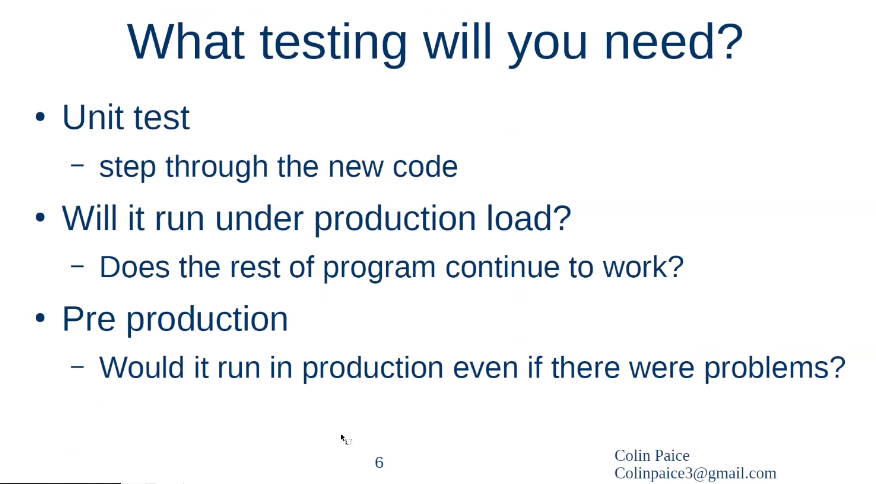 What testing will you need?
• Unit test
– step through the new code
• Will it run under production load?
– Does the rest of program continue to work?
• Pre production
– Would it run in production even if there were problems?
6
Colin Paice
Colinpaice3@gmail.com